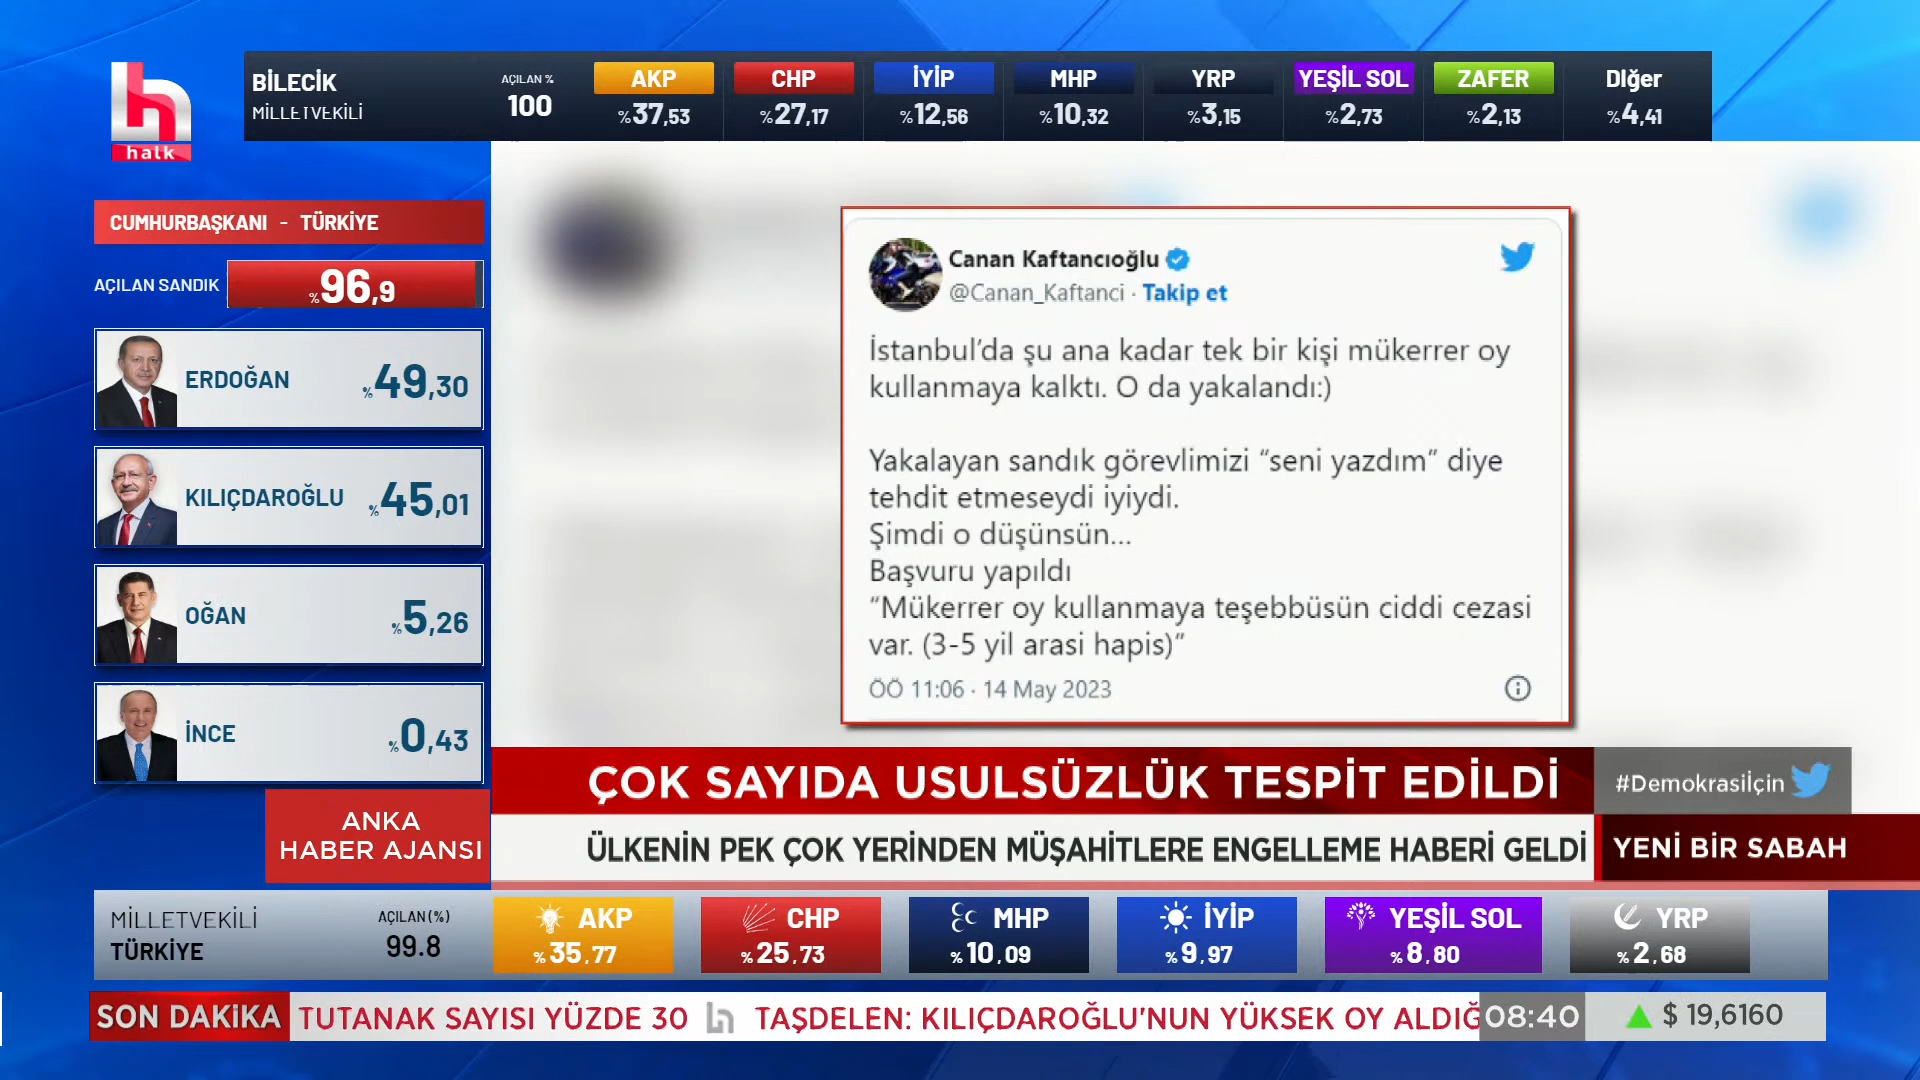 halk
BİLECİK
MİLLETVEKİLİ
AÇILAN %
100
AKP
%37,53
CHP
%27,17
İYİP
%12,56
MHP
%10,32
YRP
%3,15
YEŞİL SOL
%2,73
ZAFER
%2,13
Dİğer
%4,41
CUMHURBAŞKANI - TÜRKİYE
AÇILAN SANDIK
%96,9
ERDOĞAN %49,30
KILIÇDAROĞLU %45,01
OĞAN %5,26
İNCE %0,43
Canan Kaftancıoğlu
@Canan_Kaftanci · Takip et
İstanbul'da şu ana kadar tek bir kişi mükerrer oy
kullanmaya kalktı. O da yakalandı:)
Yakalayan sandık görevlimizi “seni yazdım” diye
tehdit etmeseydi iyiydi.
Şimdi o düşünsün...
Başvuru yapıldı
“Mükerrer oy kullanmaya teşebbüsün ciddi cezasi
var. (3-5 yil arasi hapis)”
ÖÖ 11:06 · 14 May 2023
ÇOK SAYIDA USULSÜZLÜK TESPİT EDİLDİ
#Demokrasiİçin
ANKA
HABER AJANSI
ÜLKENİN PEK ÇOK YERİNDEN MÜŞAHİTLERE ENGELLEME HABERİ GELDİ
YENİ BİR SABAH
MİLLETVEKİLİ
TÜRKİYE
AÇILAN(%)
99.8
AKP
%35,77
CHP
%25,73
MHP
%10,09
İYİP
%9,97
YEŞİL SOL
%8,80
YRP
%2,68
SON DAKİKA TUTANAK SAYISI YÜZDE 30 TAŞDELEN: KILIÇDAROĞLU'NUN YÜKSEK OY ALDIĞ 08:40 $ 19,6160